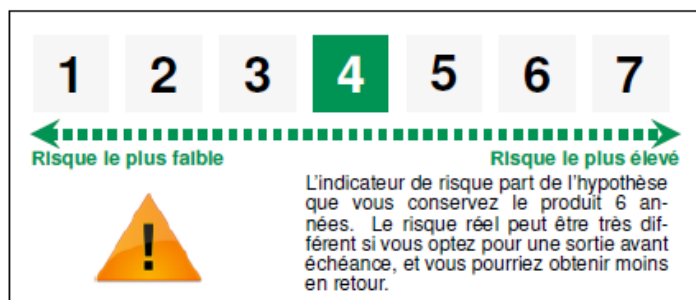 1 2 3 4 5 6 7
Risque le plus faible Risque le plus élevé
L'indicateur de risque part de l'hypothèse
que vous conservez le produit 6 an-
nées. Le risque réel peut être très dif-
férent si vous optez pour une sortie avant
échéance, et vous pourriez obtenir moins
en retour.
!